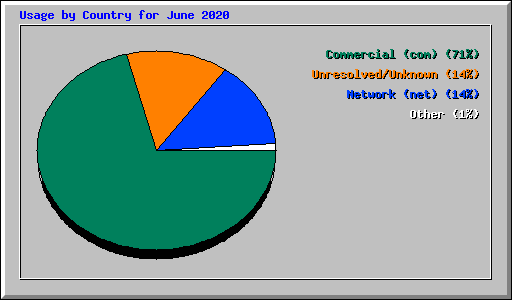 Usage by Country for June 2020
Commercial (com) (71%)
Unresolved/Unknown (14%)
Network (net) (14%)
Other (1%)